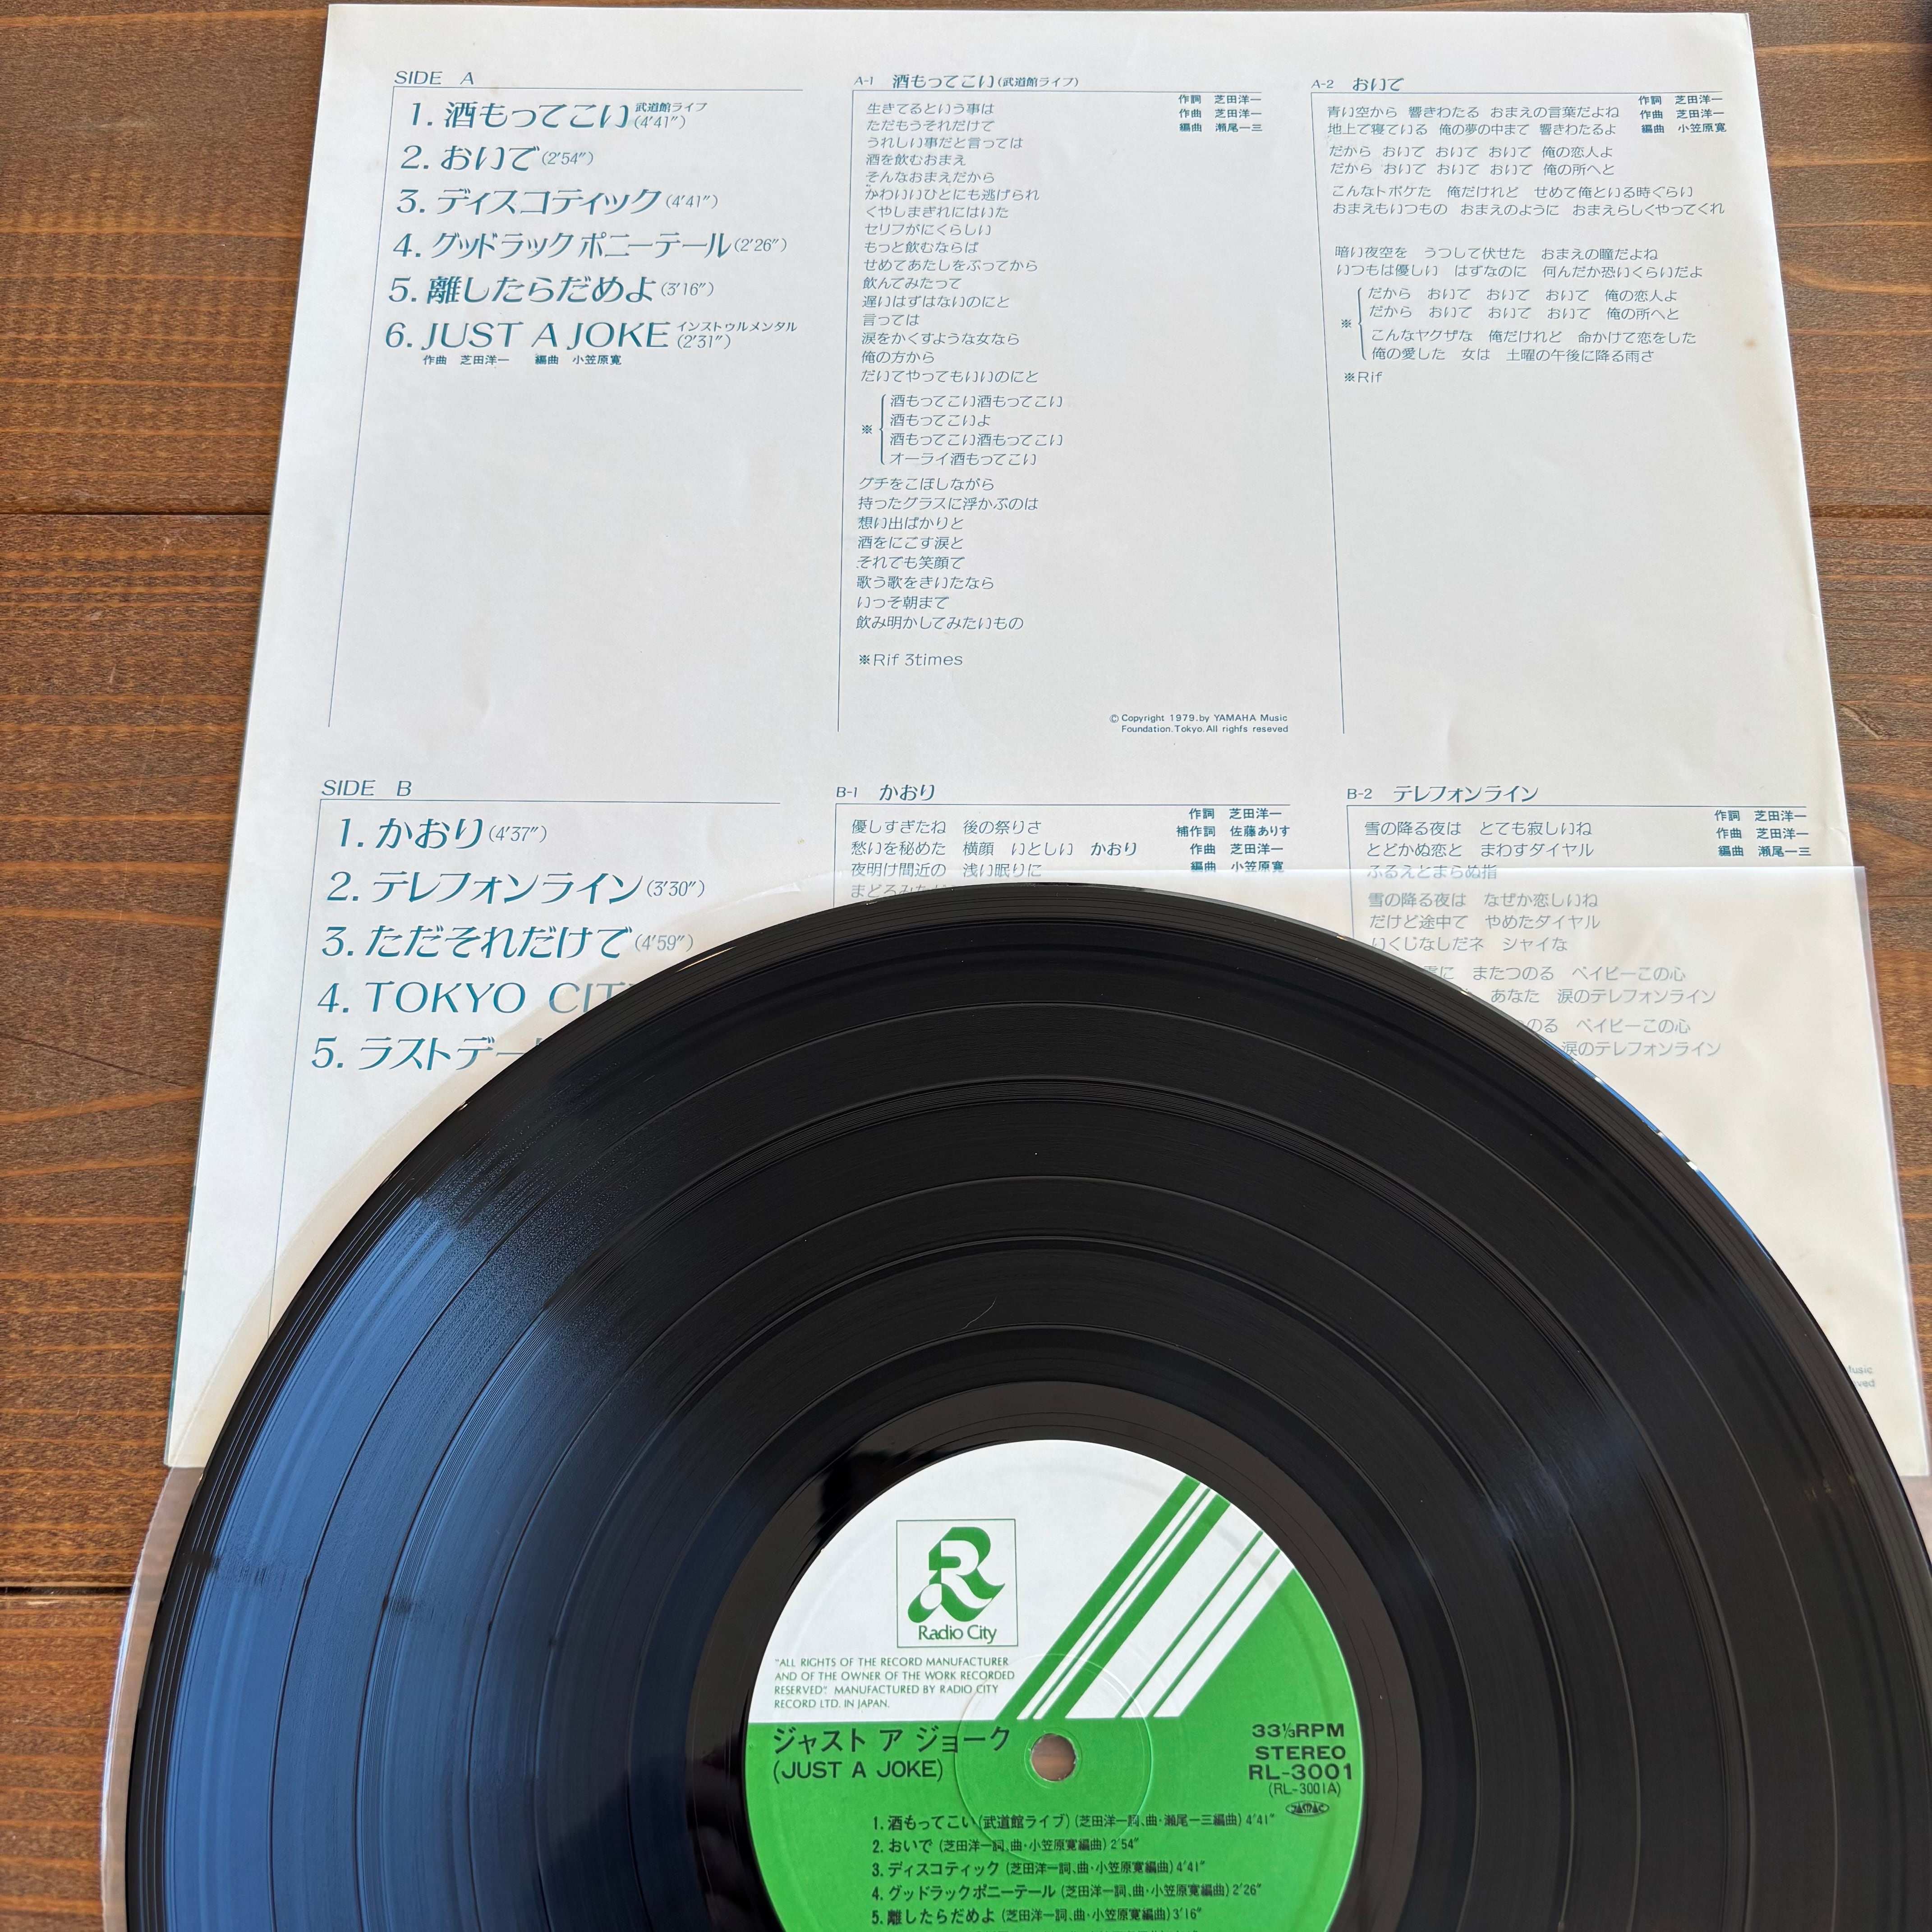 SIDE A
1. 酒もってこい 武道館ライブ (4'41")
2. おいで (2'54")
3. ディスコティック (4'41")
4. グッドラックポニーテール (2'26")
5. 離したらだめよ (3'16")
6. JUST A JOKE インストゥルメンタル (2'31")
作曲 芝田洋一 編曲 小笠原寛
A-1 酒もってこい (武道館ライブ)
作詞 芝田洋一
作曲 芝田洋一
編曲 瀬尾一三
生きてるという事は
ただもうそれだけで
うれしい事だと言っては
酒を飲むおまえ
そんなおまえだから
かわいいひとにも逃げられ
くやしまぎれにはいた
セリフがにくらしい
もっと飲むならば
せめてあたしをぶってから
飲んでみたって
遅いはずはないのにと
言っては
涙をかくすような女なら
俺の方から
だいてやってもいいのにと
※
酒もってこい酒もってこい
酒もってこいよ
酒もってこい酒もってこい
オーライ酒もってこい
グチをこぼしながら
持ったグラスに浮かぶのは
想い出ばかりと
酒をにごす涙と
それでも笑顔で
歌う歌をきいたなら
いっそ朝まで
飲み明かしてみたいもの
※Rif 3times
© Copyright 1979.by YAMAHA Music
Foundation.Tokyo.All righfs reseved
A-2 おいで
作詞 芝田洋一
作曲 芝田洋一
編曲 小笠原寛
青い空から 響きわたる おまえの言葉だよね
地上で寝ている 俺の夢の中まで 響きわたるよ
だから おいで おいで おいで 俺の恋人よ
だから おいで おいで おいで 俺の所へと
こんなトボケた 俺だけれど せめて俺といる時ぐらい
おまえもいつもの おまえのように おまえらしくやってくれ
暗い夜空を うつして伏せた おまえの瞳だよね
いつもは優しい はずなのに 何んだか恐いくらいだよ
※
だから おいで おいで おいで 俺の恋人よ
だから おいで おいで おいで 俺の所へと
こんなヤクザな 俺だけれど 命かけて恋をした
俺の愛した 女は 土曜の午後に降る雨さ
※Rif
SIDE B
1. かおり (4'37")
2. テレフォンライン (3'30")
3. ただそれだけで (4'59")
4. TOKYO CIT
5. ラストデー
B-1 かおり
作詞 芝田洋一
補作詞 佐藤ありす
作曲 芝田洋一
編曲 小笠原寛
優しすぎたね 後の祭りさ
愁いを秘めた 横顔 いとしい かおり
夜明け間近の 浅い眠りに
まどろみ
B-2 テレフォンライン
作詞 芝田洋一
作曲 芝田洋一
編曲 瀬尾一三
雪の降る夜は とても寂しいね
とどかぬ恋と まわすダイヤル
ふるえとまらぬ指
雪の降る夜は なぜか恋しいね
だけど途中で やめたダイヤル
いくじなしだネ シャイな
に またつのる ベイビーこの心
あなた 涙のテレフォンライン
のる ベイビーこの心
涙のテレフォンライン
R
Radio City
"ALL RIGHTS OF THE RECORD MANUFACTURER
AND OF THE OWNER OF THE WORK RECORDED
RESERVED". MANUFACTURED BY RADIO CITY
RECORD LTD. IN JAPAN.
ジャスト ア ジョーク
(JUST A JOKE)
33⅓RPM
STEREO
RL-3001
(RL-3001A)
JASRAC
1. 酒もってこい (武道館ライブ) (芝田洋一詞、曲・瀬尾一三編曲) 4'41"
2. おいで (芝田洋一詞、曲・小笠原寛編曲) 2'54"
3. ディスコティック (芝田洋一詞、曲・小笠原寛編曲) 4'41"
4. グッドラックポニーテール (芝田洋一詞、曲・小笠原寛編曲) 2'26"
5. 離したらだめよ (芝田洋一詞、曲・小笠原寛編曲) 3'16"